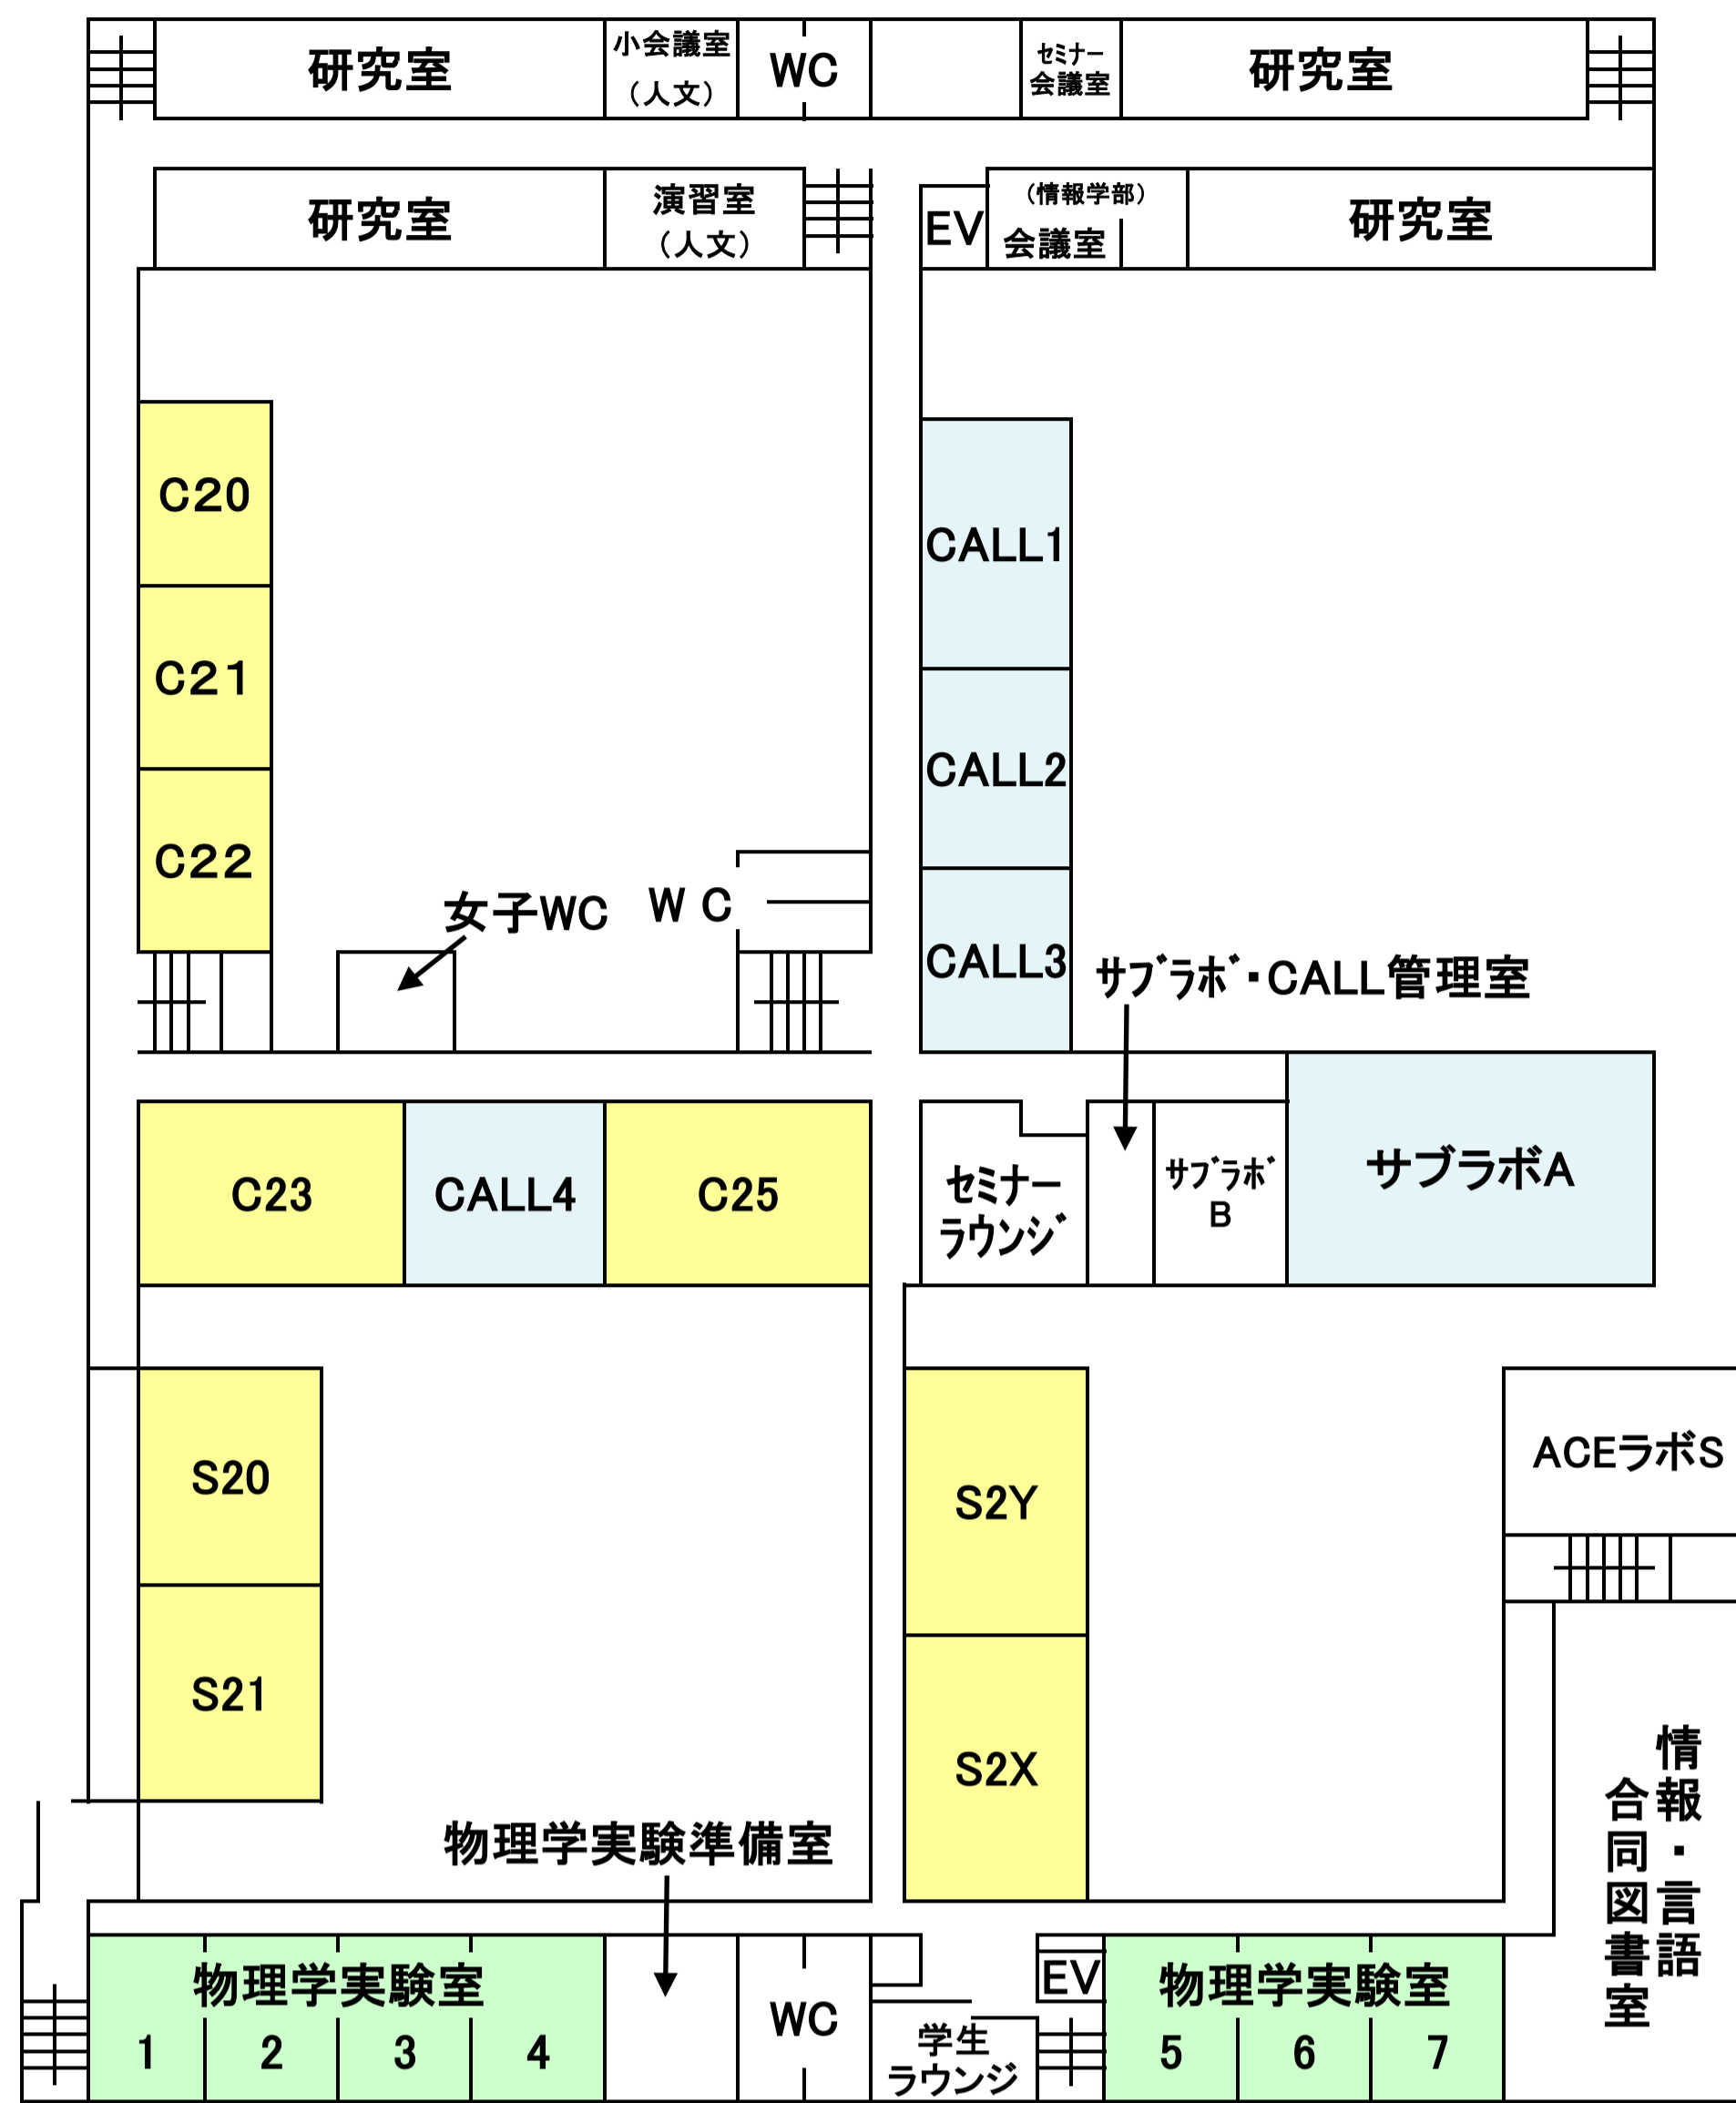 研究室
小会議室
（人文）
WC
セミナー
会議室
研究室
研究室
演習室
（人文）
EV
（情報学部）
会議室
研究室
C20
CALL1
C21
CALL2
C22
女子WC
W C
CALL3
サブラボ・CALL管理室
C23
CALL4
C25
セミナー
ラウンジ
サブラボ
B
サブラボA
S20
S2Y
ACEラボS
S21
S2X
物理学実験準備室
情報・言語
合同図書室
物理学実験室
1
2
3
4
WC
学生
ラウンジ
EV
物理学実験室
5
6
7